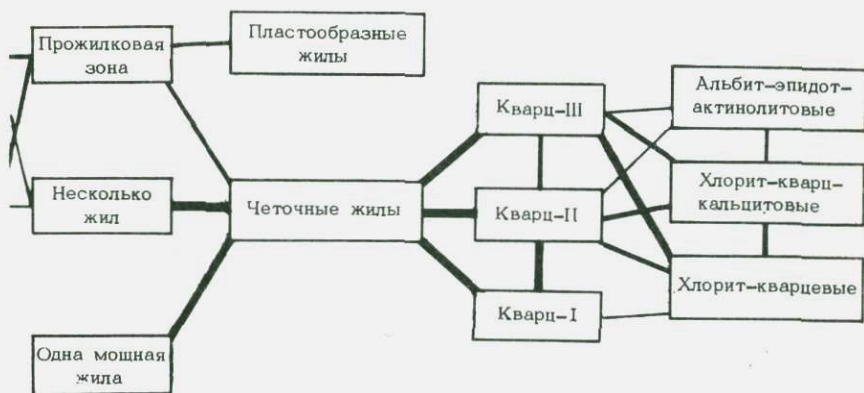 Прожилковая
зона
Пластообразные
жилы
Несколько
жил
Четочные жилы
Одна мощная
жила
Кварц-III
Кварц-II
Кварц-I
Альбит-эпидот-
актинолитовые
Хлорит-кварц-
кальцитовые
Хлорит-кварцевые